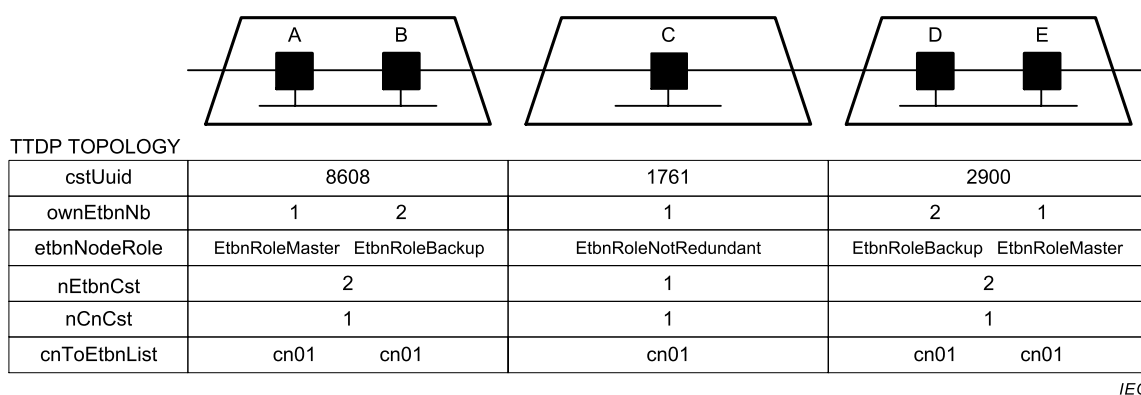 A B C D E
TTDP TOPOLOGY
cstUuid 8608 1761 2900
ownEtbnNb 1 2 1 2 1
etbnNodeRole EtbnRoleMaster EtbnRoleBackup EtbnRoleNotRedundant EtbnRoleBackup EtbnRoleMaster
nEtbnCst 2 1 2
nCnCst 1 1 1
cnToEtbnList cn01 cn01 cn01 cn01 cn01
IEC